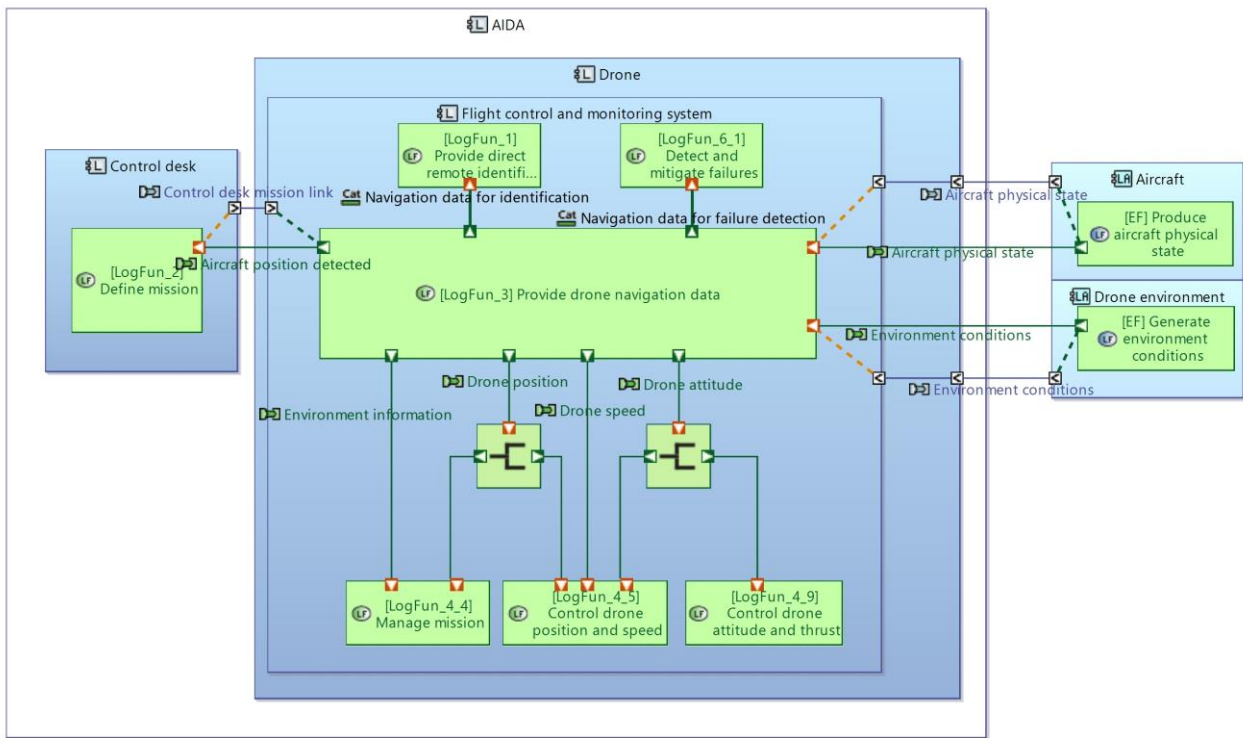 AIDA
Drone
Flight control and monitoring system
[LogFun_1]
Provide direct
remote identifi...
[LogFun_6_1]
Detect and
mitigate failures
Control desk
Control desk mission link
Cat Navigation data for identification
Cat Navigation data for failure detection
Aircraft physical state
Aircraft
[EF] Produce
aircraft physical
state
[LogFun_2]
Define mission
Aircraft position detected
[LogFun_3] Provide drone navigation data
Aircraft physical state
Drone environment
[EF] Generate
environment
conditions
Environment conditions
Environment conditions
Drone position
Drone attitude
Environment information
Drone speed
[LogFun_4_4]
Manage mission
[LogFun_4_5]
Control drone
position and speed
[LogFun_4_9]
Control drone
attitude and thrust